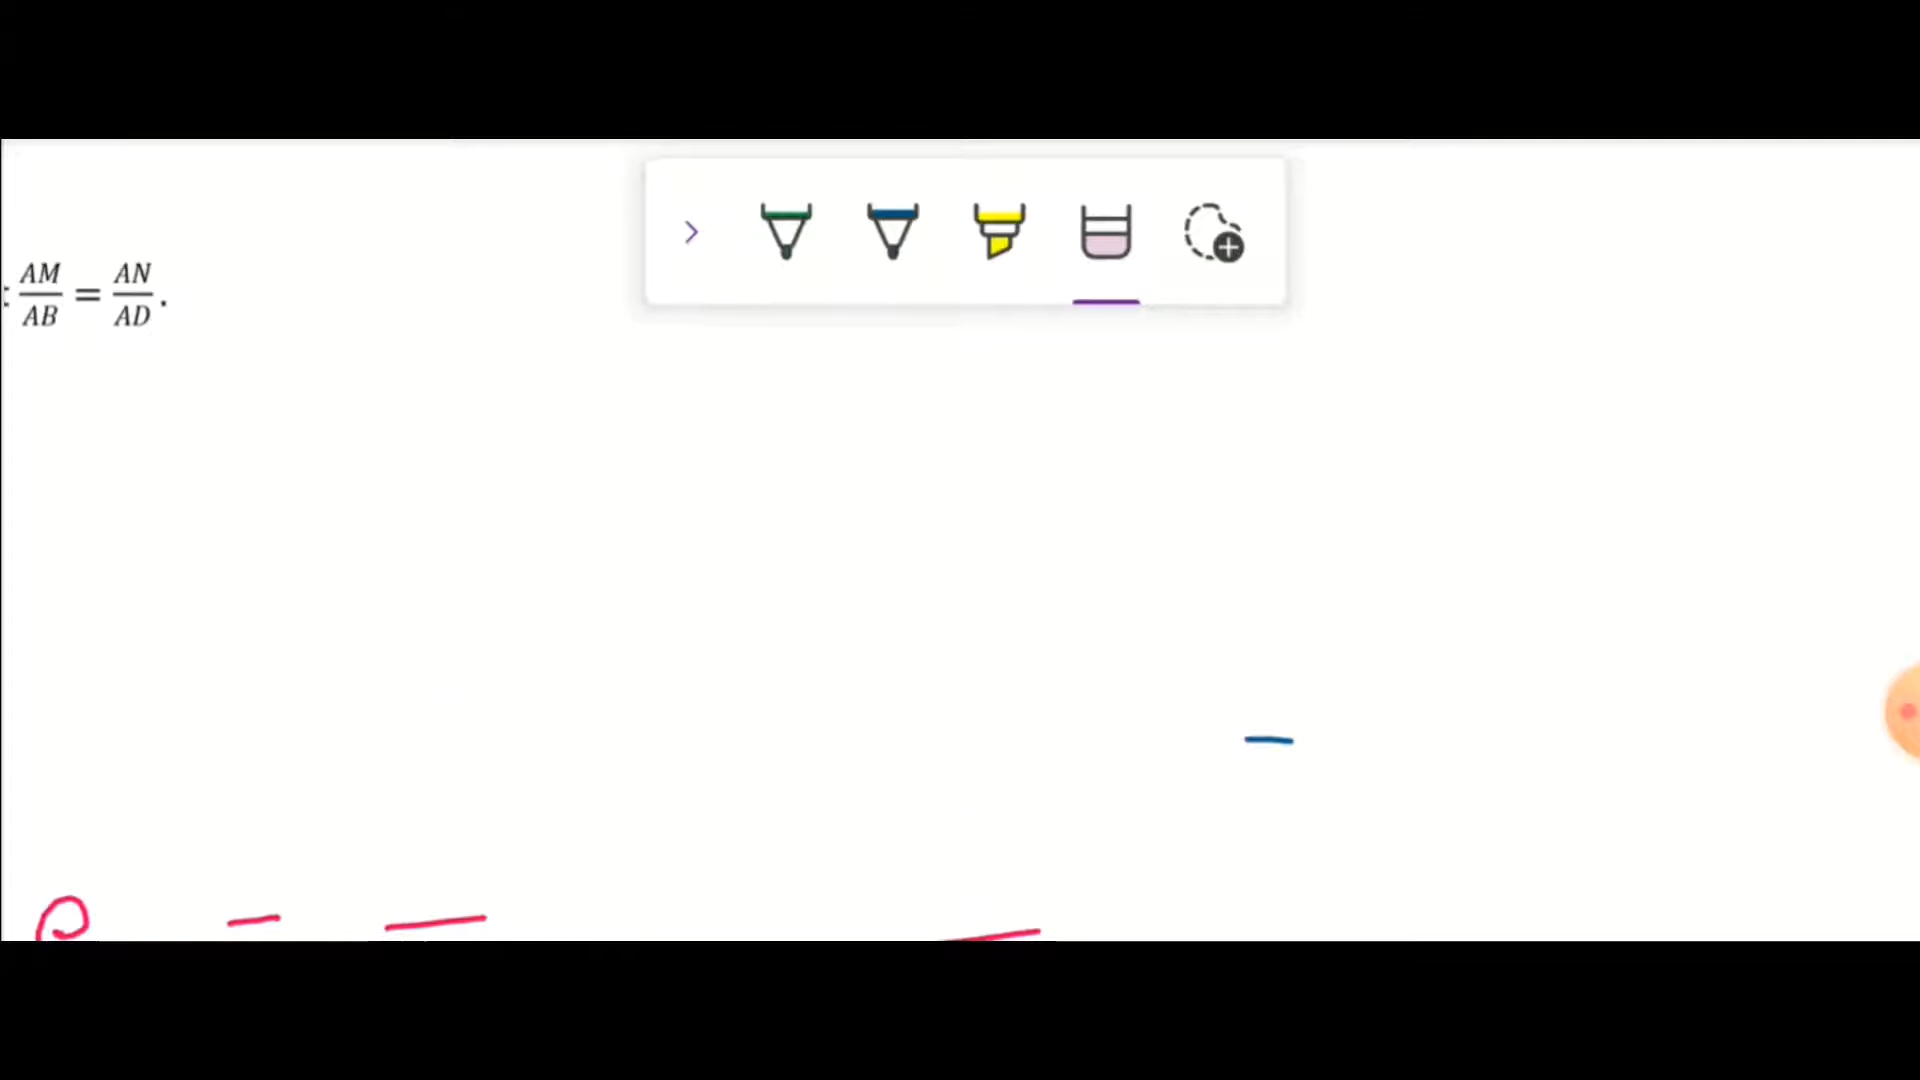 : AM/AB = AN/AD.